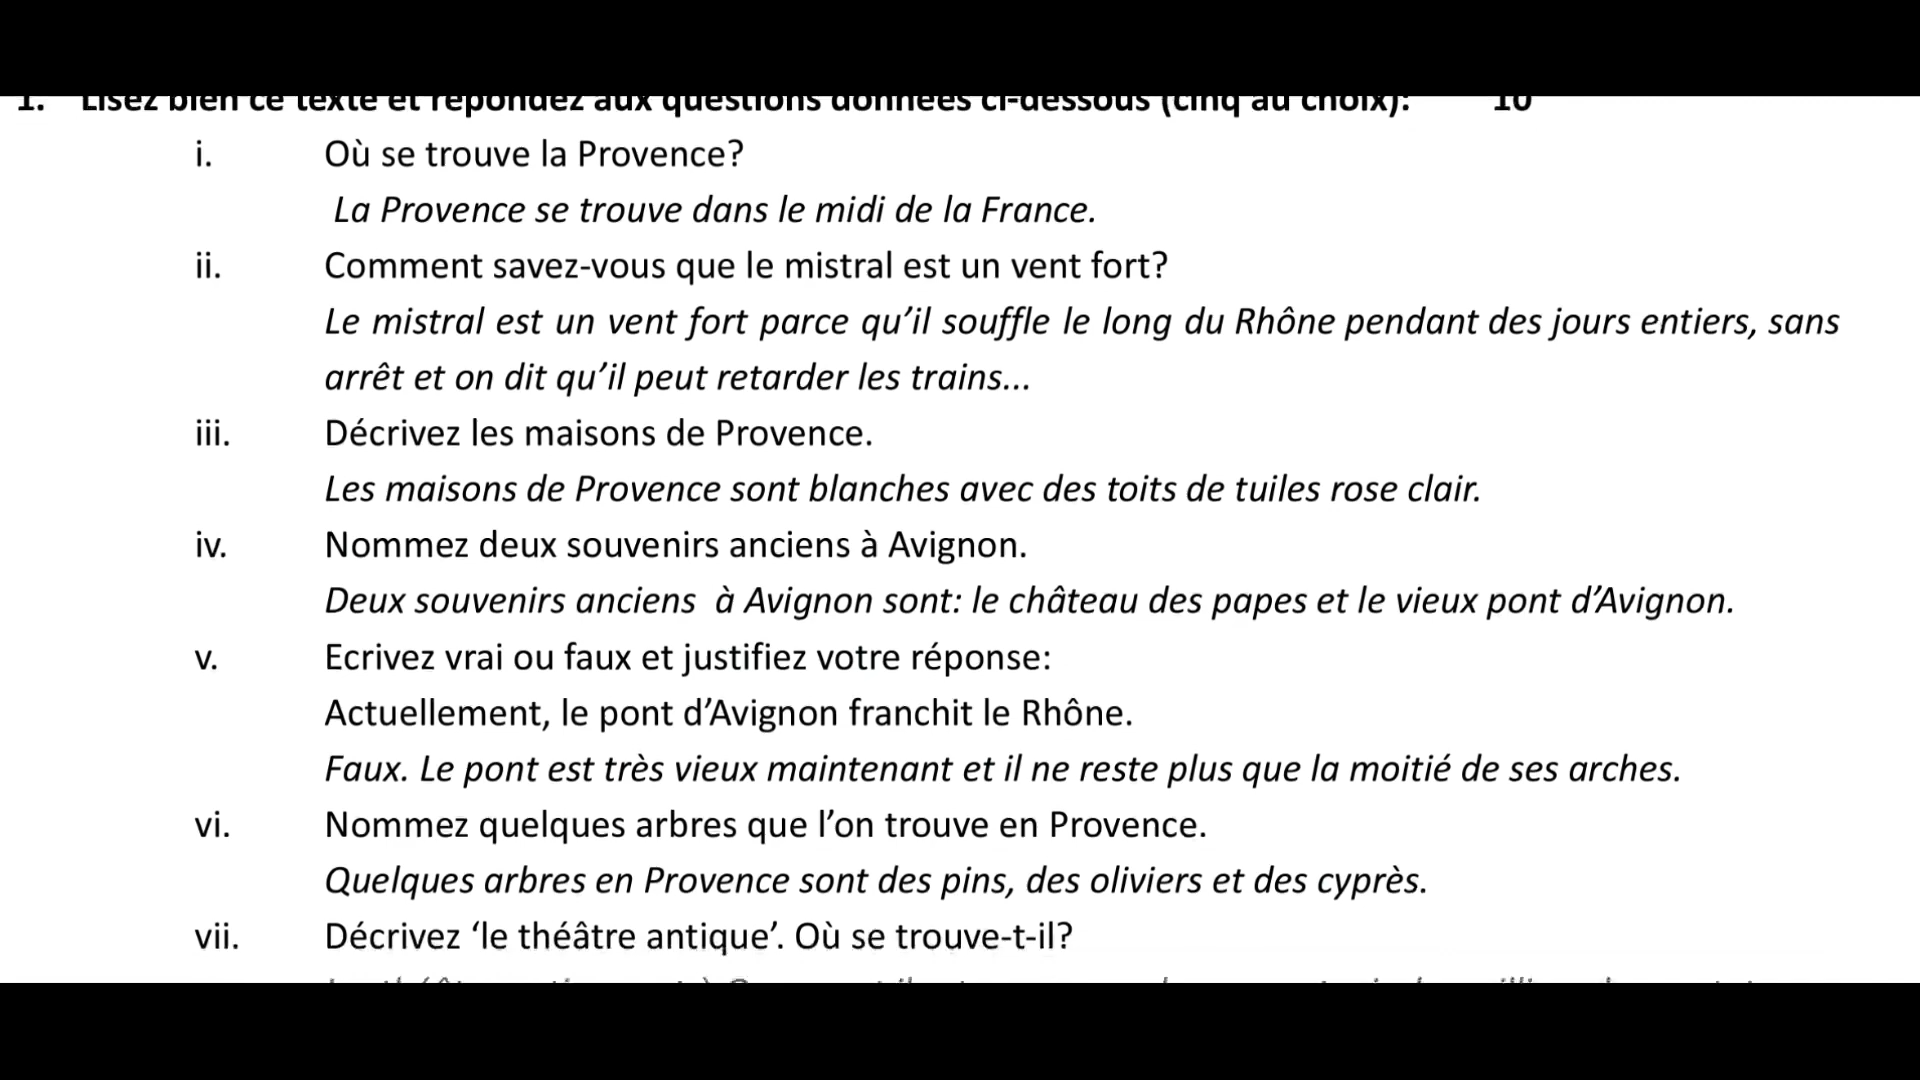 1. Lisez bien ce texte et répondez aux questions données ci-dessous (cinq au choix): 10
i. Où se trouve la Provence?
La Provence se trouve dans le midi de la France.
ii. Comment savez-vous que le mistral est un vent fort?
Le mistral est un vent fort parce qu’il souffle le long du Rhône pendant des jours entiers, sans
arrêt et on dit qu’il peut retarder les trains...
iii. Décrivez les maisons de Provence.
Les maisons de Provence sont blanches avec des toits de tuiles rose clair.
iv. Nommez deux souvenirs anciens à Avignon.
Deux souvenirs anciens à Avignon sont: le château des papes et le vieux pont d’Avignon.
v. Ecrivez vrai ou faux et justifiez votre réponse:
Actuellement, le pont d’Avignon franchit le Rhône.
Faux. Le pont est très vieux maintenant et il ne reste plus que la moitié de ses arches.
vi. Nommez quelques arbres que l’on trouve en Provence.
Quelques arbres en Provence sont des pins, des oliviers et des cyprès.
vii. Décrivez ‘le théâtre antique’. Où se trouve-t-il?